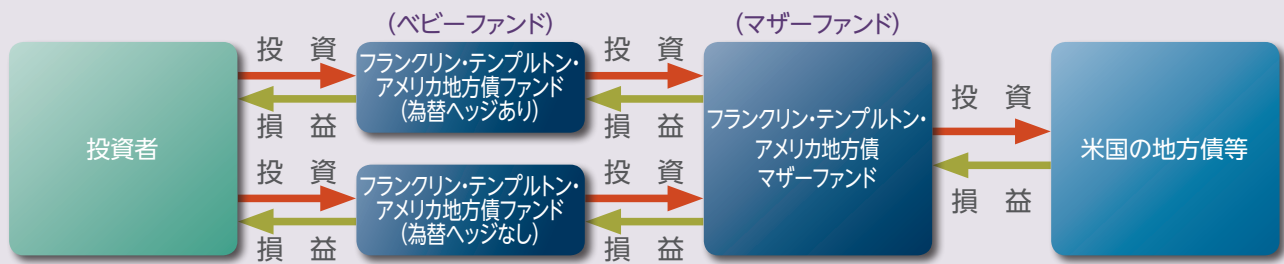 (ベビーファンド)
(マザーファンド)
投資者
投 資
損 益
フランクリン・テンプルトン・
アメリカ地方債ファンド
(為替ヘッジあり)
投 資
損 益
投 資
損 益
フランクリン・テンプルトン・
アメリカ地方債ファンド
(為替ヘッジなし)
投 資
損 益
フランクリン・テンプルトン・
アメリカ地方債
マザーファンド
投 資
損 益
米国の地方債等